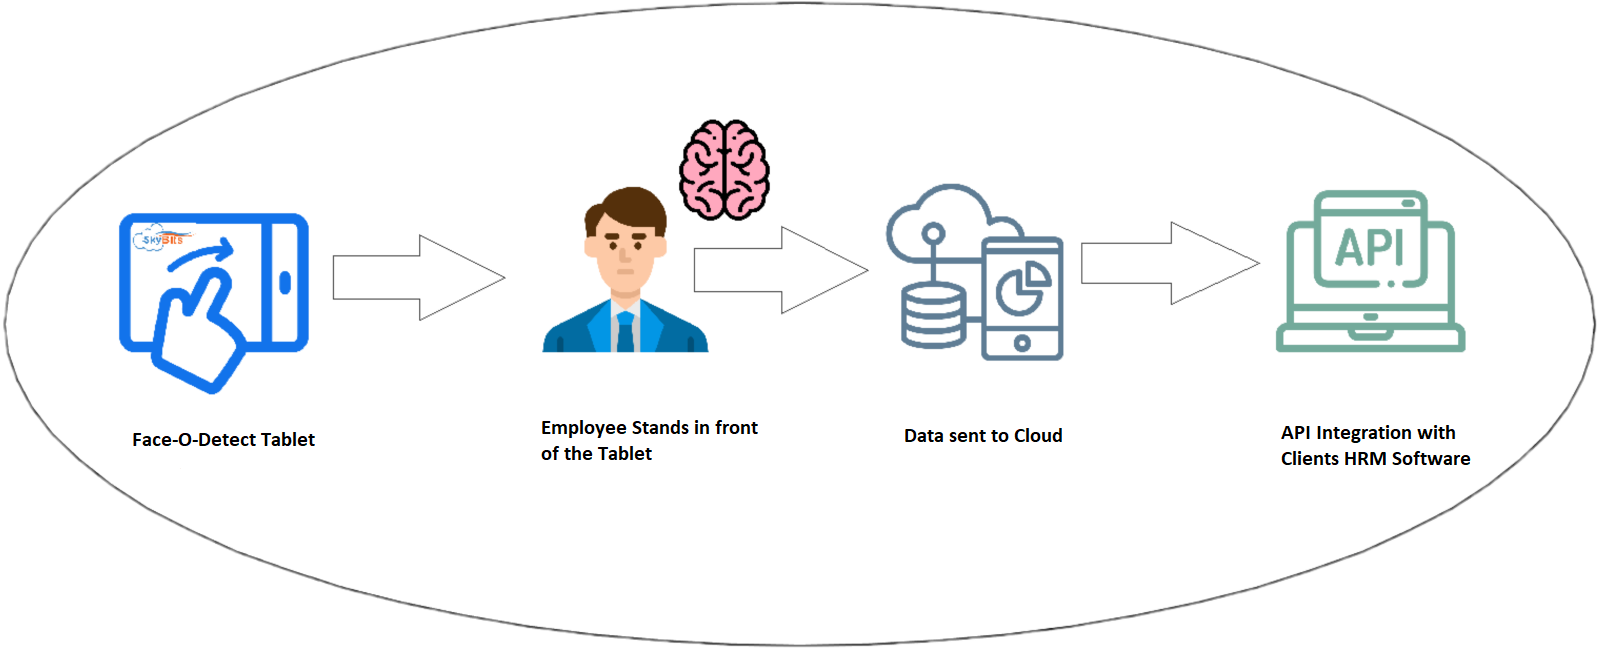 SkyBits
API
Face-O-Detect Tablet
Employee Stands in front
of the Tablet
Data sent to Cloud
API Integration with
Clients HRM Software